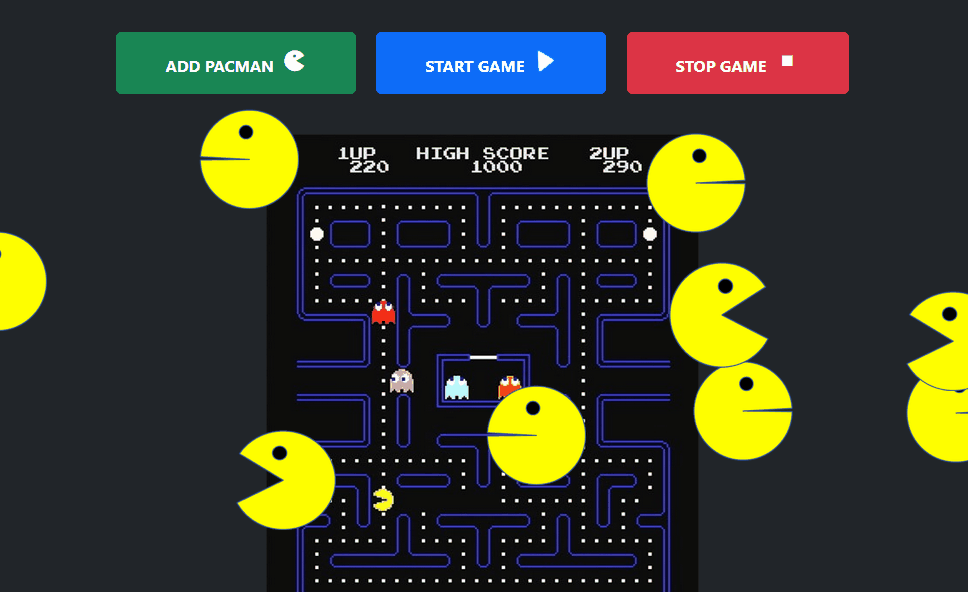 ADD PACMAN
START GAME
STOP GAME
1UP HIGH SCORE 2UP
220 1000 290